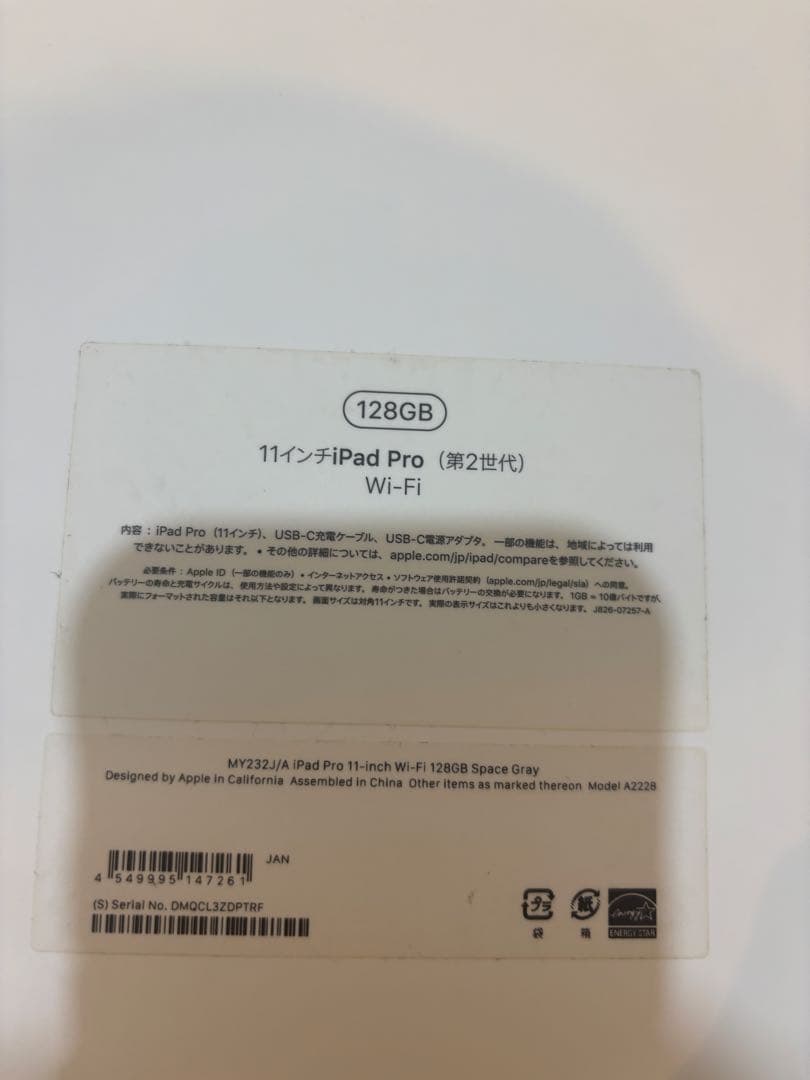 128GB
11インチiPad Pro（第2世代）
Wi-Fi
内容：iPad Pro（11インチ）、USB-C充電ケーブル、USB-C電源アダプタ。一部の機能は、地域によっては利用
できないことがあります。• その他の詳細については、apple.com/jp/ipad/compareを参照してください。
必要条件：Apple ID（一部の機能のみ）• インターネットアクセス • ソフトウェア使用許諾契約（apple.com/jp/legal/sla）への同意。
バッテリーの寿命と充電サイクルは、使用方法や設定によって異なります。寿命がつきた場合はバッテリーの交換が必要になります。1GB = 10億バイトですが、
実際にフォーマットされた容量はそれ以下となります。画面サイズは対角11インチです。実際の表示サイズはこれよりも小さくなります。J826-07257-A
MY232J/A iPad Pro 11-inch Wi-Fi 128GB Space Gray
Designed by Apple in California Assembled in China Other items as marked thereon Model A2228
JAN
4 549995 147261
(S) Serial No. DMQCL3ZDPTRF
プラ 紙 energy
袋 箱 ENERGY STAR